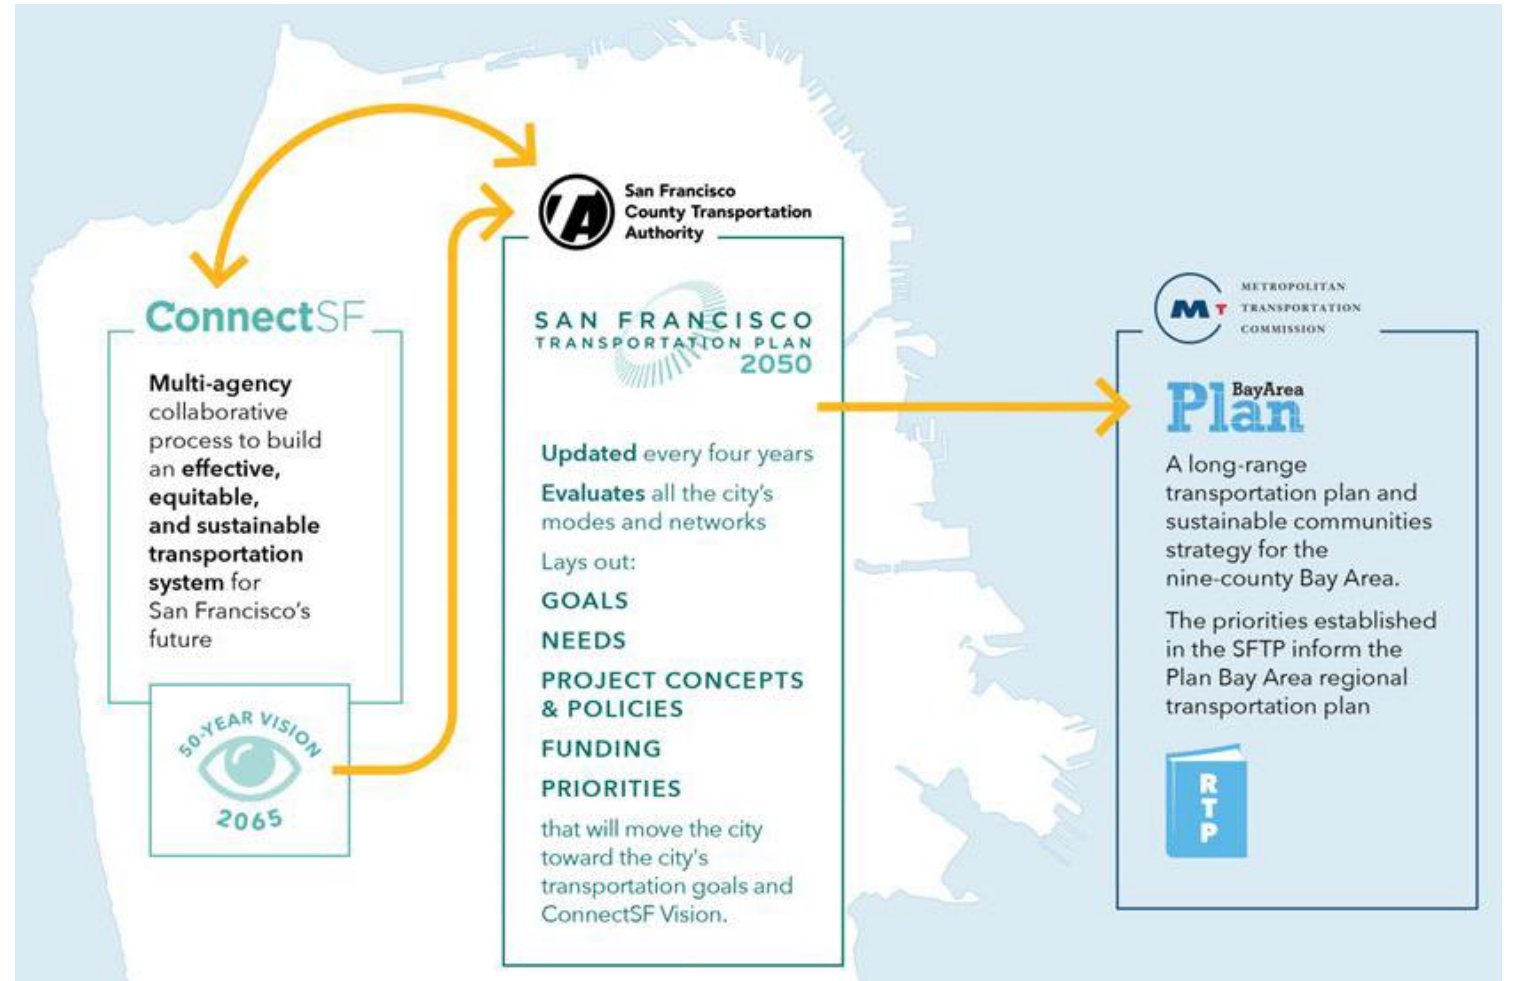 ConnectSF
Multi-agency
collaborative
process to build
an effective,
equitable,
and sustainable
transportation
system for
San Francisco's
future
50-YEAR VISION
2065
San Francisco
County Transportation
Authority
SAN FRANCISCO
TRANSPORTATION PLAN
2050
Updated every four years
Evaluates all the city's
modes and networks
Lays out:
GOALS
NEEDS
PROJECT CONCEPTS
& POLICIES
FUNDING
PRIORITIES
that will move the city
toward the city's
transportation goals and
ConnectSF Vision.
MT
METROPOLITAN
TRANSPORTATION
COMMISSION
BayArea
Plan
A long-range
transportation plan and
sustainable communities
strategy for the
nine-county Bay Area.
The priorities established
in the SFTP inform the
Plan Bay Area regional
transportation plan
R
T
P